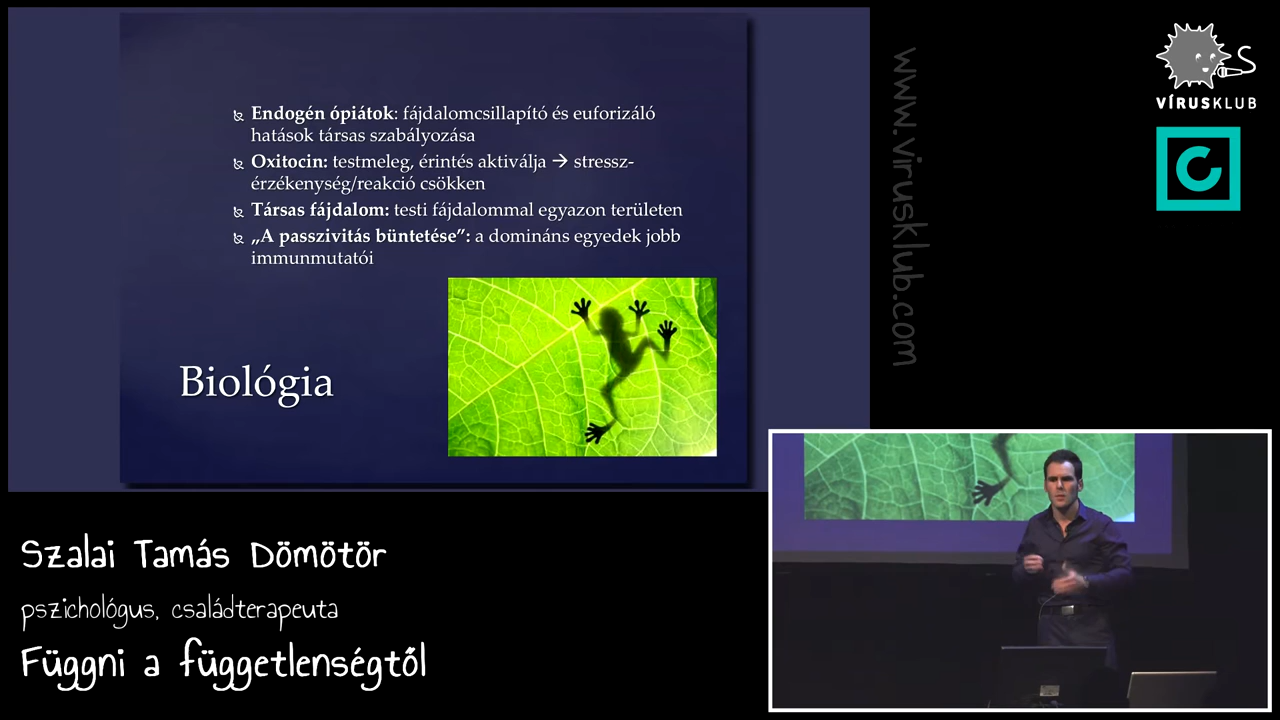 Endogén ópiátok: fájdalomcsillapító és euforizáló
hatások társas szabályozása
Oxitocin: testmeleg, érintés aktiválja → stressz-
érzékenység/reakció csökken
Társas fájdalom: testi fájdalommal egyazon területen
„A passzivitás büntetése”: a domináns egyedek jobb
immunmutatói
Biológia
www.virusklub.com
VÍRUSKLUB
Szalai Tamás Dömötör
pszichológus, családterapeuta
Függni a függetlenségtől